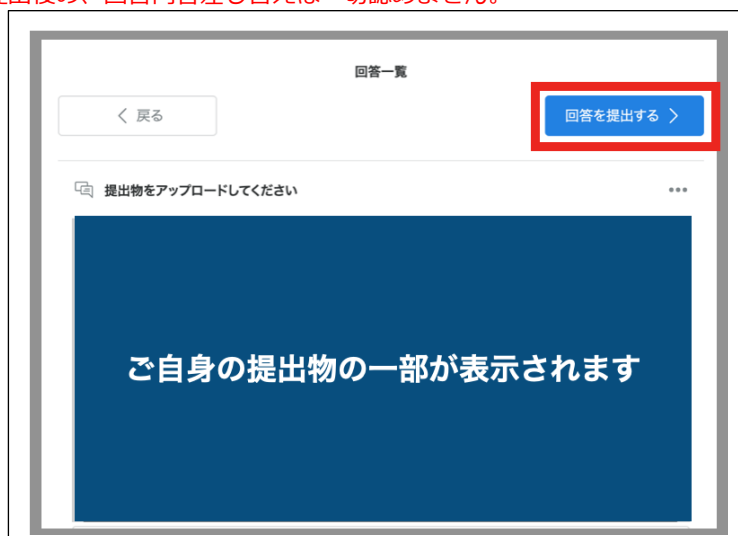 回答一覧
戻る
回答を提出する
提出物をアップロードしてください
ご自身の提出物の一部が表示されます